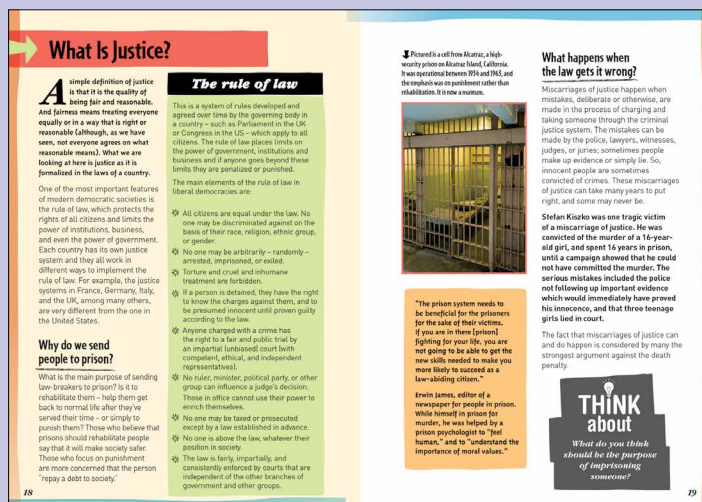 What Is Justice?
A simple definition of justice
is that it is the quality of
being fair and reasonable.
And fairness means treating everyone
equally or in a way that is right or
reasonable (although, as we have
seen, not everyone agrees on what
reasonable means). What we are
looking at here is justice as it is
formalized in the laws of a country.
One of the most important features
of modern democratic societies is
the rule of law, which protects the
rights of all citizens and limits the
power of institutions, business,
and even the power of government.
Each country has its own justice
system and they all work in
different ways to implement the
rule of law. For example, the justice
systems in France, Germany, Italy,
and the UK, among many others,
are very different from the one in
the United States.
Why do we send
people to prison?
What is the main purpose of sending
law-breakers to prison? Is it to
rehabilitate them – help them get
back to normal life after they've
served their time – or simply to
punish them? Those who believe that
prisons should rehabilitate people
say that it will make society safer.
Those who focus on punishment
are more concerned that the person
"repay a debt to society."
18
The rule of law
This is a system of rules developed and
agreed over time by the governing body in
a country – such as Parliament in the UK
or Congress in the US – which apply to all
citizens. The rule of law places limits on
the power of government, institutions and
business and if anyone goes beyond these
limits they are penalized or punished.
The main elements of the rule of law in
liberal democracies are:
All citizens are equal under the law. No
one may be discriminated against on the
basis of their race, religion, ethnic group,
or gender.
No one may be arbitrarily – randomly –
arrested, imprisoned, or exiled.
Torture and cruel and inhumane
treatment are forbidden.
If a person is detained, they have the right
to know the charges against them, and to
be presumed innocent until proven guilty
according to the law.
Anyone charged with a crime has
the right to a fair and public trial by
an impartial (unbiased) court (with
competent, ethical, and independent
representatives).
No ruler, minister, political party, or other
group can influence a judge's decision.
Those in office cannot use their power to
enrich themselves.
No one may be taxed or prosecuted
except by a law established in advance.
No one is above the law, whatever their
position in society.
The law is fairly, impartially, and
consistently enforced by courts that are
independent of the other branches of
government and other groups.
Pictured is a cell from Alcatraz, a high-
security prison on Alcatraz Island, California.
It was operational between 1934 and 1963, and
the emphasis was on punishment rather than
rehabilitation. It is now a museum.
"The prison system needs to
be beneficial for the prisoners
for the sake of their victims.
If you are in there [prison]
fighting for your life, you are
not going to be able to get the
new skills needed to make you
more likely to succeed as a
law-abiding citizen."
Erwin James, editor of a
newspaper for people in prison.
While himself in prison for
murder, he was helped by a
prison psychologist to "feel
human," and to "understand the
importance of moral values."
What happens when
the law gets it wrong?
Miscarriages of justice happen when
mistakes, deliberate or otherwise, are
made in the process of charging and
taking someone through the criminal
justice system. The mistakes can be
made by the police, lawyers, witnesses,
judges, or juries; sometimes people
make up evidence or simply lie. So,
innocent people are sometimes
convicted of crimes. These miscarriages
of justice can take many years to put
right, and some may never be.
Stefan Kiszko was one tragic victim
of a miscarriage of justice. He was
convicted of the murder of a 16-year-
old girl, and spent 16 years in prison,
until a campaign showed that he could
not have committed the murder. The
serious mistakes included the police
not following up important evidence
which would immediately have proved
his innocence, and that three teenage
girls lied in court.
The fact that miscarriages of justice can
and do happen is considered by many the
strongest argument against the death
penalty.
THiNK
about
What do you think
should be the purpose
of imprisoning
someone?
19